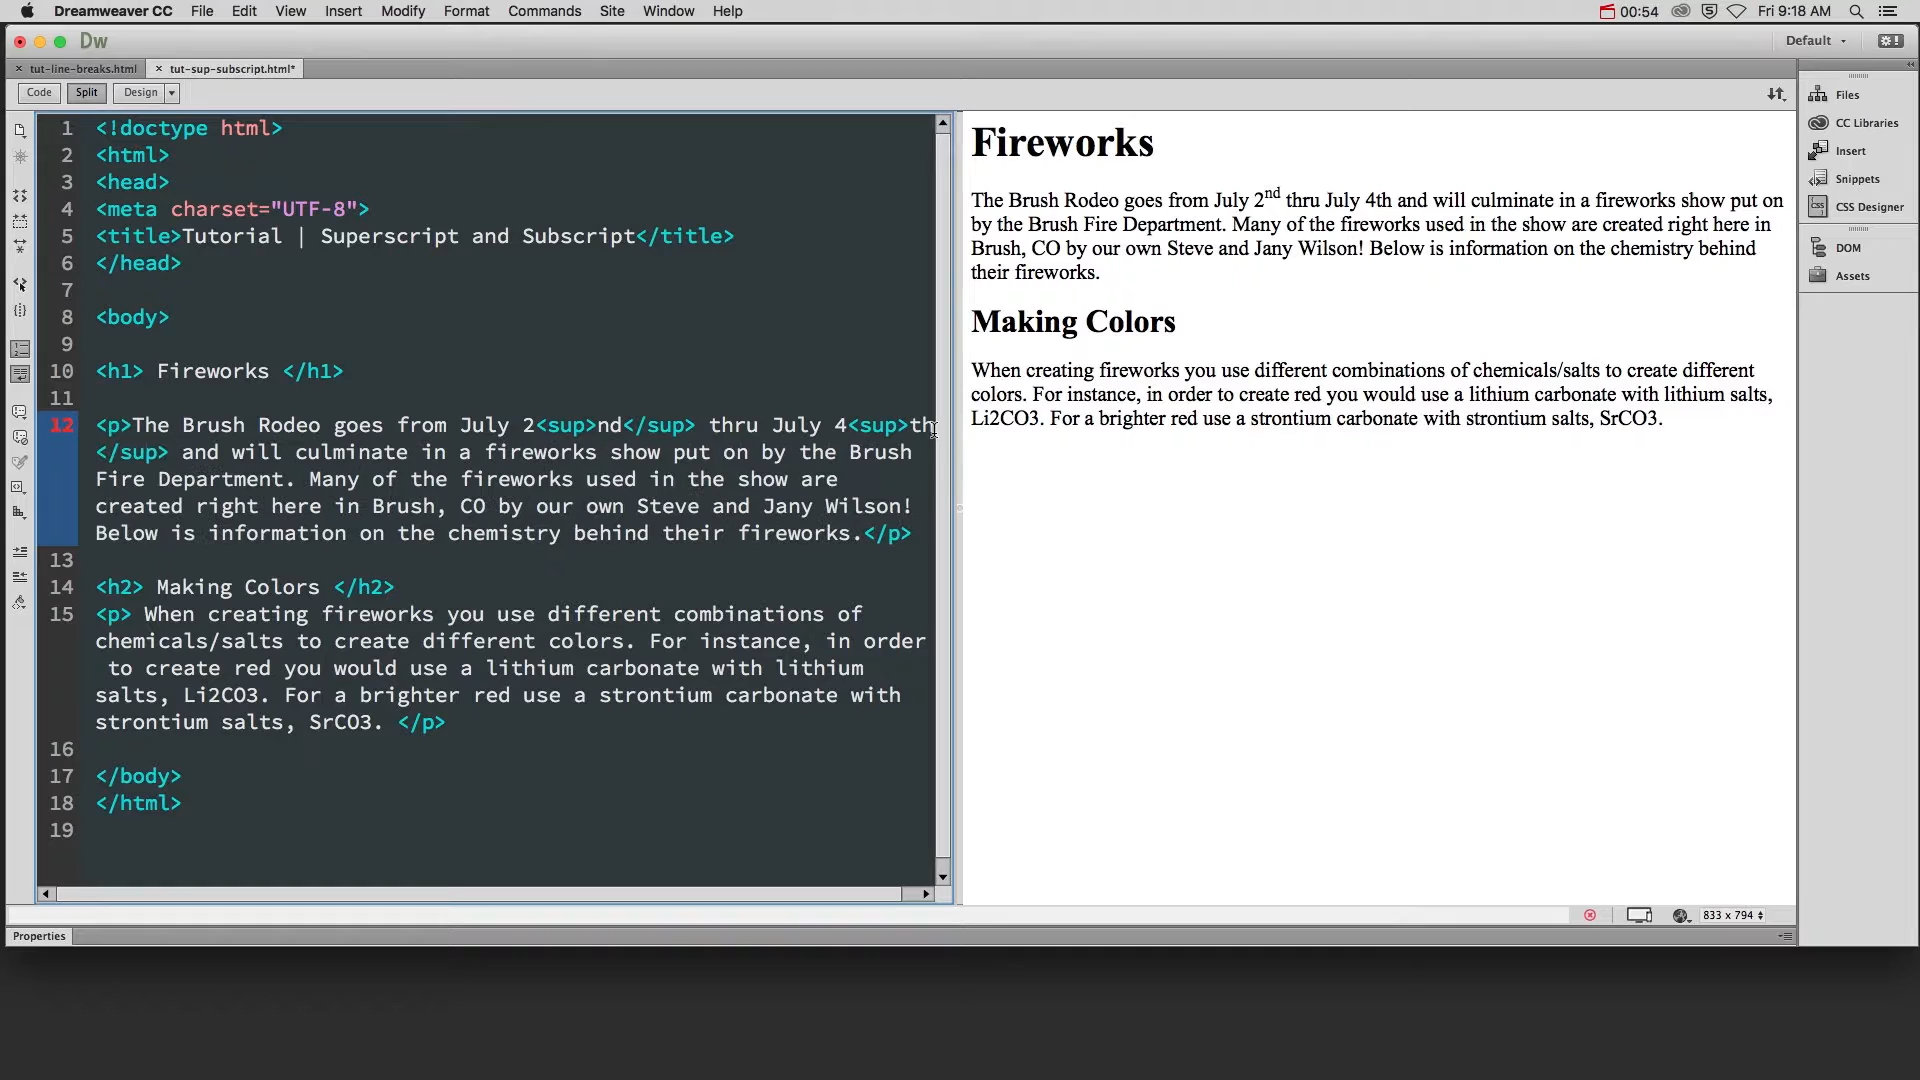 Dreamweaver CC File Edit View Insert Modify Format Commands Site Window Help 00:54 Fri 9:18 AM
Dw Default
tut-line-breaks.html tut-sup-subscript.html*
Code Split Design
1 <!doctype html>
2 <html>
3 <head>
4 <meta charset="UTF-8">
5 <title>Tutorial | Superscript and Subscript</title>
6 </head>
7
8 <body>
9
10 <h1> Fireworks </h1>
11
12 <p>The Brush Rodeo goes from July 2<sup>nd</sup> thru July 4<sup>th
</sup> and will culminate in a fireworks show put on by the Brush
Fire Department. Many of the fireworks used in the show are
created right here in Brush, CO by our own Steve and Jany Wilson!
Below is information on the chemistry behind their fireworks.</p>
13
14 <h2> Making Colors </h2>
15 <p> When creating fireworks you use different combinations of
chemicals/salts to create different colors. For instance, in order
to create red you would use a lithium carbonate with lithium
salts, Li2CO3. For a brighter red use a strontium carbonate with
strontium salts, SrCO3. </p>
16
17 </body>
18 </html>
19
Fireworks
The Brush Rodeo goes from July 2nd thru July 4th and will culminate in a fireworks show put on
by the Brush Fire Department. Many of the fireworks used in the show are created right here in
Brush, CO by our own Steve and Jany Wilson! Below is information on the chemistry behind
their fireworks.
Making Colors
When creating fireworks you use different combinations of chemicals/salts to create different
colors. For instance, in order to create red you would use a lithium carbonate with lithium salts,
Li2CO3. For a brighter red use a strontium carbonate with strontium salts, SrCO3.
Files
CC Libraries
Insert
Snippets
CSS Designer
DOM
Assets
833 x 794
Properties